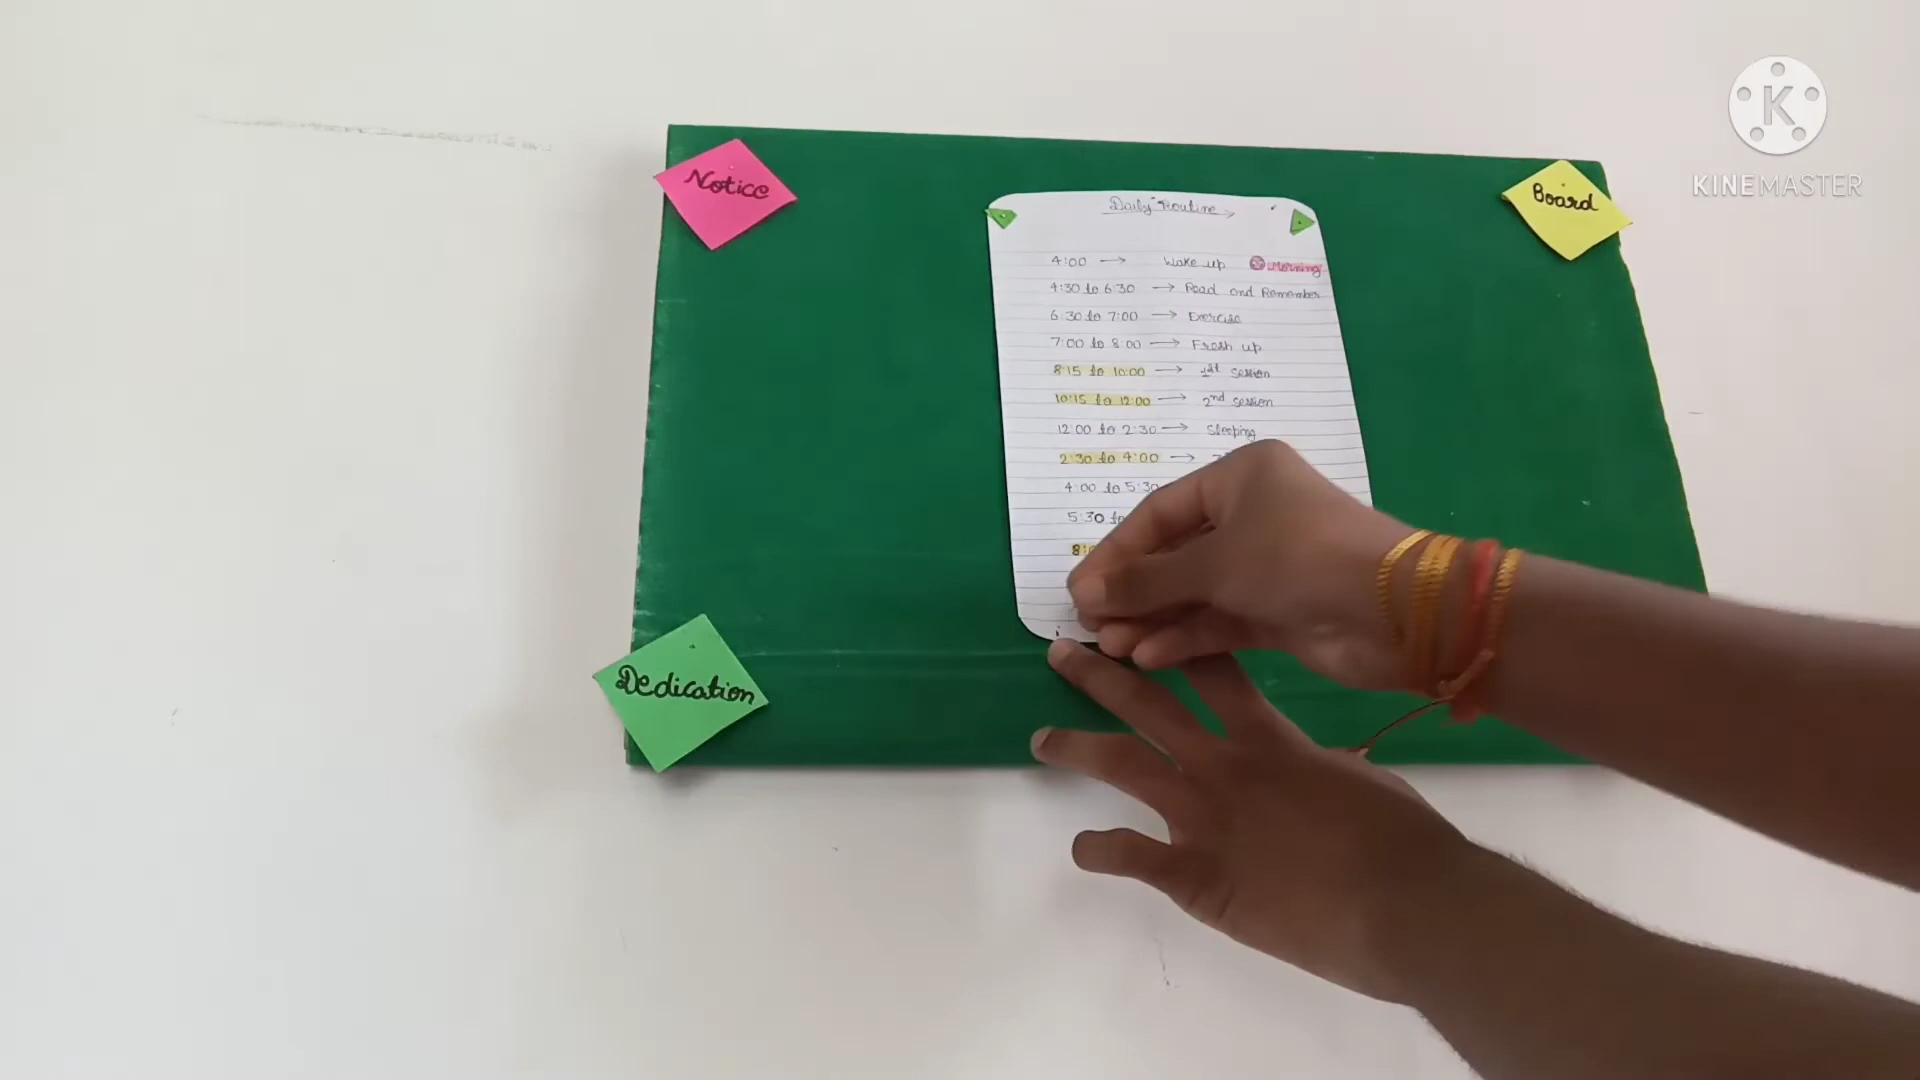 Notice
Board
KINEMASTER
Daily Routine
4:00 → Wake up Morning
4:30 to 6:30 → Read and Remember
6:30 to 7:00 → Exercise
7:00 to 8:00 → Fresh up
8:15 to 10:00 → 1st session
10:15 to 12:00 → 2nd session
12:00 to 2:30 → Sleeping
2:30 to 4:00 →
4:00 to 5:30
5:30 to
Dedication